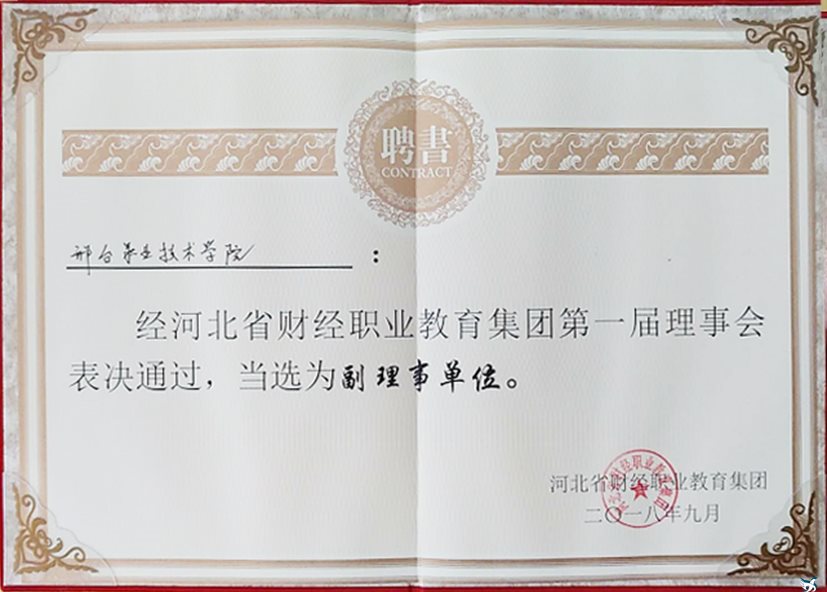 聘書
CONTRACT
邢台职业技术学院 ：
经河北省财经职业教育集团第一届理事会
表决通过，当选为副理事单位。
河北省财经职业教育集团
二〇一八年九月